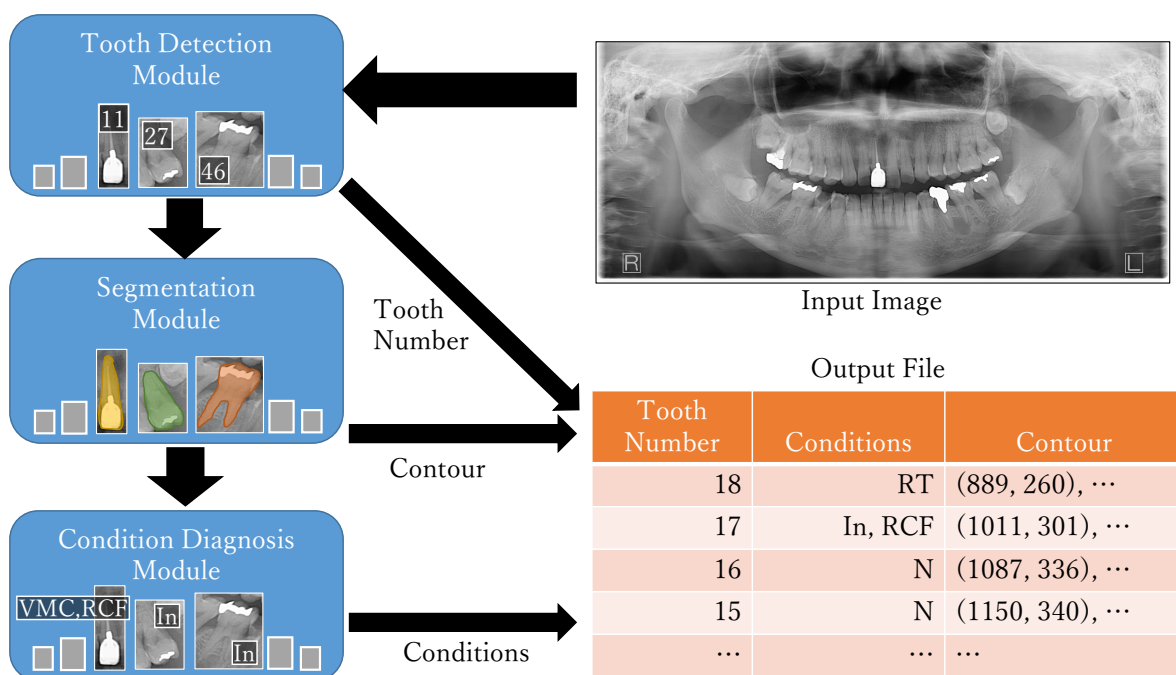 Tooth Detection
Module
11
27
46
R
L
Input Image
Segmentation
Module
Tooth
Number
Contour
Condition Diagnosis
Module
VMC,RCF
In
In
Conditions
Output File
Tooth Number Conditions Contour
18 RT (889, 260), …
17 In, RCF (1011, 301), …
16 N (1087, 336), …
15 N (1150, 340), …
… … …